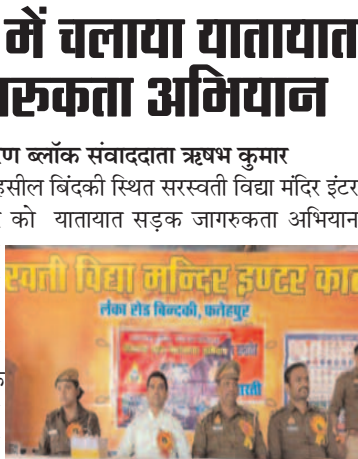 में चलाया यातायात
रूकता अभियान
रण ब्लॉक संवाददाता ऋषभ कुमार
हसील बिंदकी स्थित सरस्वती विद्या मंदिर इंटर
को यातायात सड़क जागरुकता अभियान
स्वती विद्या मन्दिर इण्टर का
लंका रोड बिन्दकी, फतेहपुर